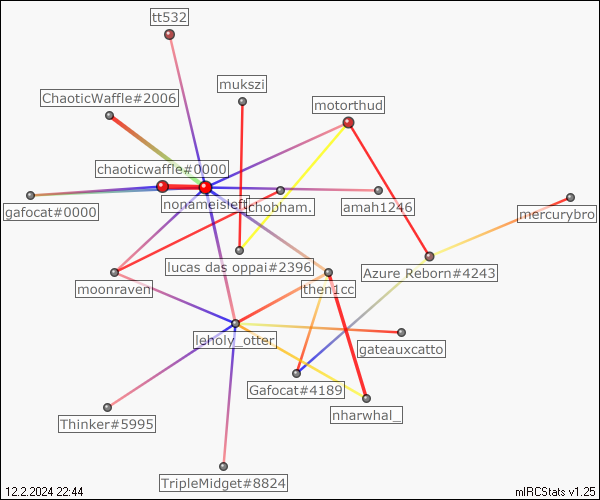 tt532
mukszi
ChaoticWaffle#2006
motorthud
chaoticwaffle#0000
nonameisleft
chobham.
amah1246
gafocat#0000
mercurybro
lucas das oppai#2396
Azure Reborn#4243
moonraven
then1cc
leholy_otter
gateauxcatto
Gafocat#4189
nharwhal_
Thinker#5995
TripleMidget#8824
12.2.2024 22:44
mIRCStats v1.25